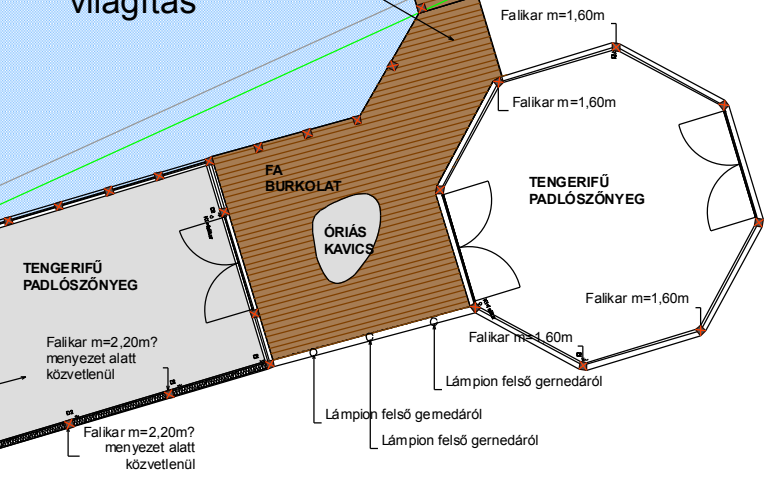 világítás
Falikar m=1,60m
Falikar m=1,60m
FA
BURKOLAT
TENGERIFŰ
PADLÓSZŐNYEG
ÓRIÁS
KAVICS
TENGERIFŰ
PADLÓSZŐNYEG
Falikar m=1,60m
Falikar m=1,60m
Falikar m=2,20m?
menyezet alatt
közvetlenül
Lámpion felső gernedáról
Lámpion felső gernedáról
Lámpion felső gernedáról
Falikar m=2,20m?
menyezet alatt
közvetlenül